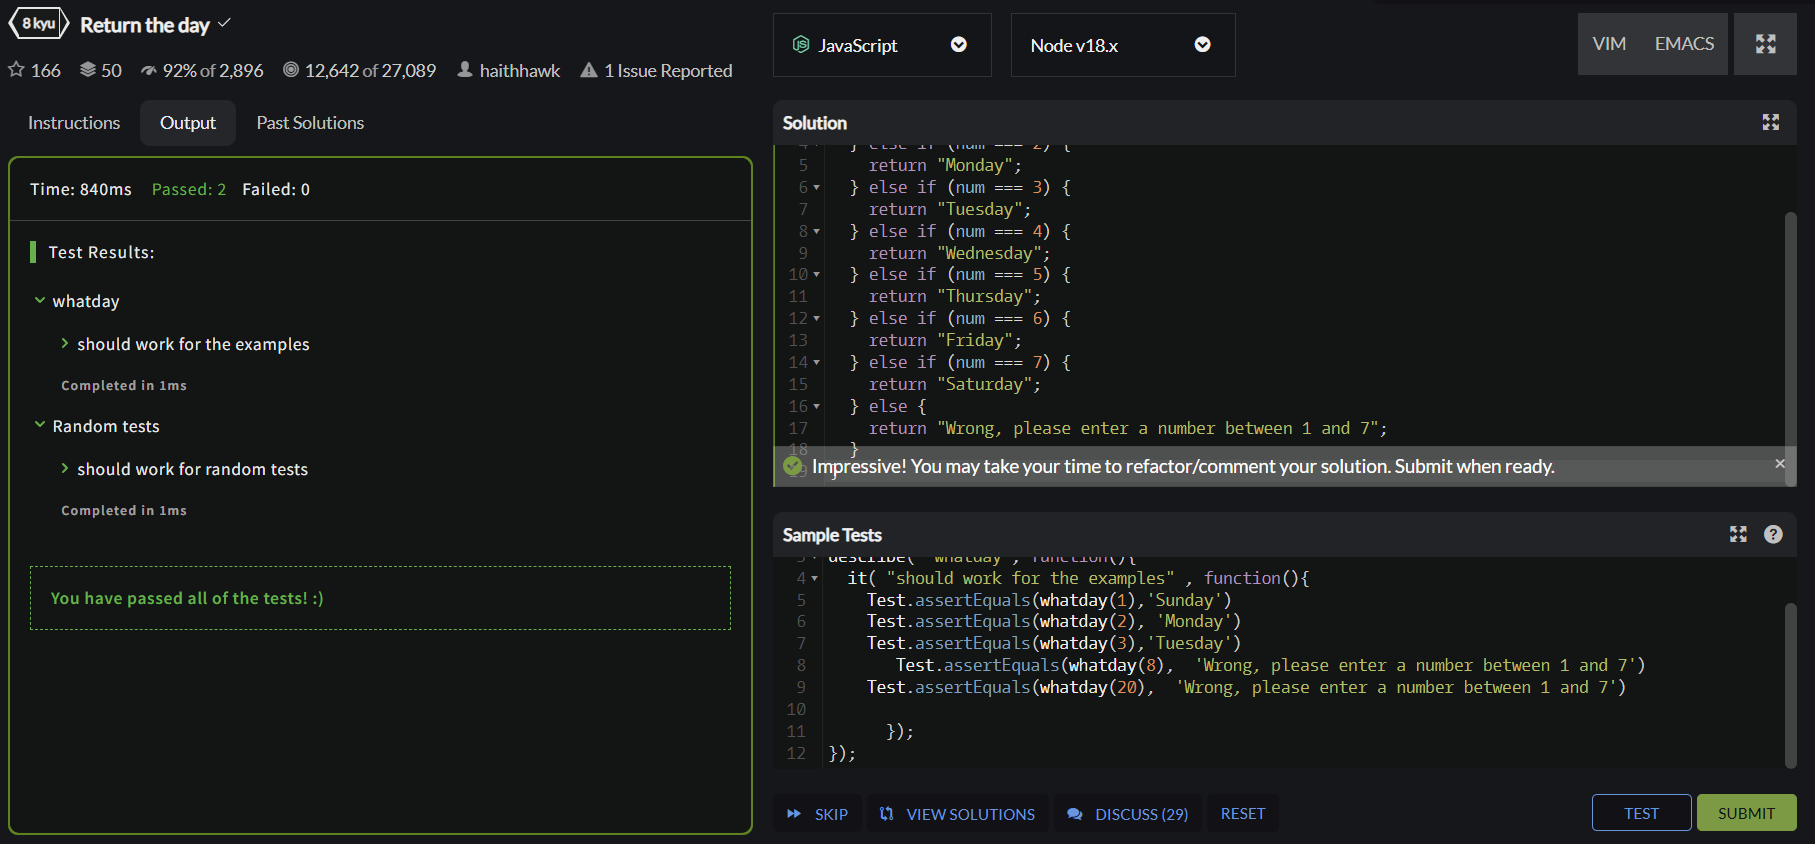 8 kyu Return the day
166 50 92% of 2,896 12,642 of 27,089 haithhawk 1 Issue Reported
Instructions Output Past Solutions
Time: 840ms Passed: 2 Failed: 0
Test Results:
whatday
should work for the examples
Completed in 1ms
Random tests
should work for random tests
Completed in 1ms
You have passed all of the tests! :)
JavaScript Node v18.x VIM EMACS
Solution
4 } else if (num === 2) {
5 return "Monday";
6 } else if (num === 3) {
7 return "Tuesday";
8 } else if (num === 4) {
9 return "Wednesday";
10 } else if (num === 5) {
11 return "Thursday";
12 } else if (num === 6) {
13 return "Friday";
14 } else if (num === 7) {
15 return "Saturday";
16 } else {
17 return "Wrong, please enter a number between 1 and 7";
18 }
19 }
Impressive! You may take your time to refactor/comment your solution. Submit when ready.
Sample Tests
3 describe( "whatday", function(){
4 it( "should work for the examples" , function(){
5 Test.assertEquals(whatday(1),'Sunday')
6 Test.assertEquals(whatday(2), 'Monday')
7 Test.assertEquals(whatday(3),'Tuesday')
8 Test.assertEquals(whatday(8), 'Wrong, please enter a number between 1 and 7')
9 Test.assertEquals(whatday(20), 'Wrong, please enter a number between 1 and 7')
10
11 });
12 });
SKIP VIEW SOLUTIONS DISCUSS (29) RESET TEST SUBMIT